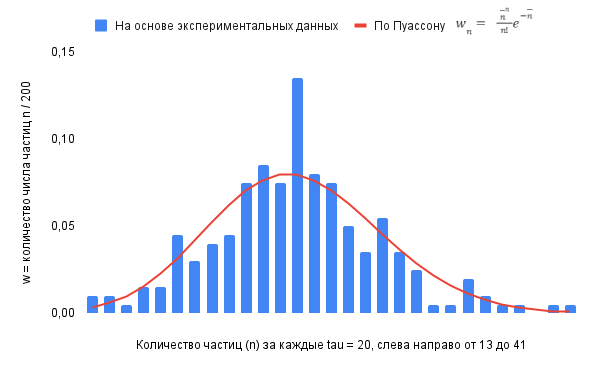 На основе экспериментальных данных По Пуассону wₙ = n̄ⁿ/n! e^−n̄
0,15
0,10
0,05
0,00
w = количество числа частиц n / 200
Количество частиц (n) за каждые tau = 20, слева направо от 13 до 41